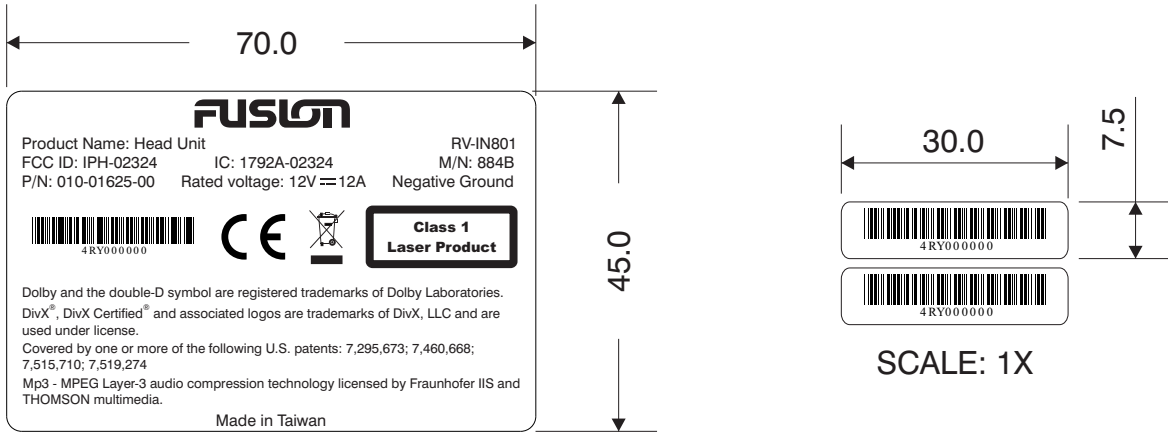 70.0
FUSION
Product Name: Head Unit RV-IN801
FCC ID: IPH-02324 IC: 1792A-02324 M/N: 884B
P/N: 010-01625-00 Rated voltage: 12V⎓12A Negative Ground
4RY000000
CE
Class 1
Laser Product
Dolby and the double-D symbol are registered trademarks of Dolby Laboratories.
DivX®, DivX Certified® and associated logos are trademarks of DivX, LLC and are
used under license.
Covered by one or more of the following U.S. patents: 7,295,673; 7,460,668;
7,515,710; 7,519,274
Mp3 - MPEG Layer-3 audio compression technology licensed by Fraunhofer IIS and
THOMSON multimedia.
Made in Taiwan
45.0
30.0
7.5
4RY000000
4RY000000
SCALE: 1X